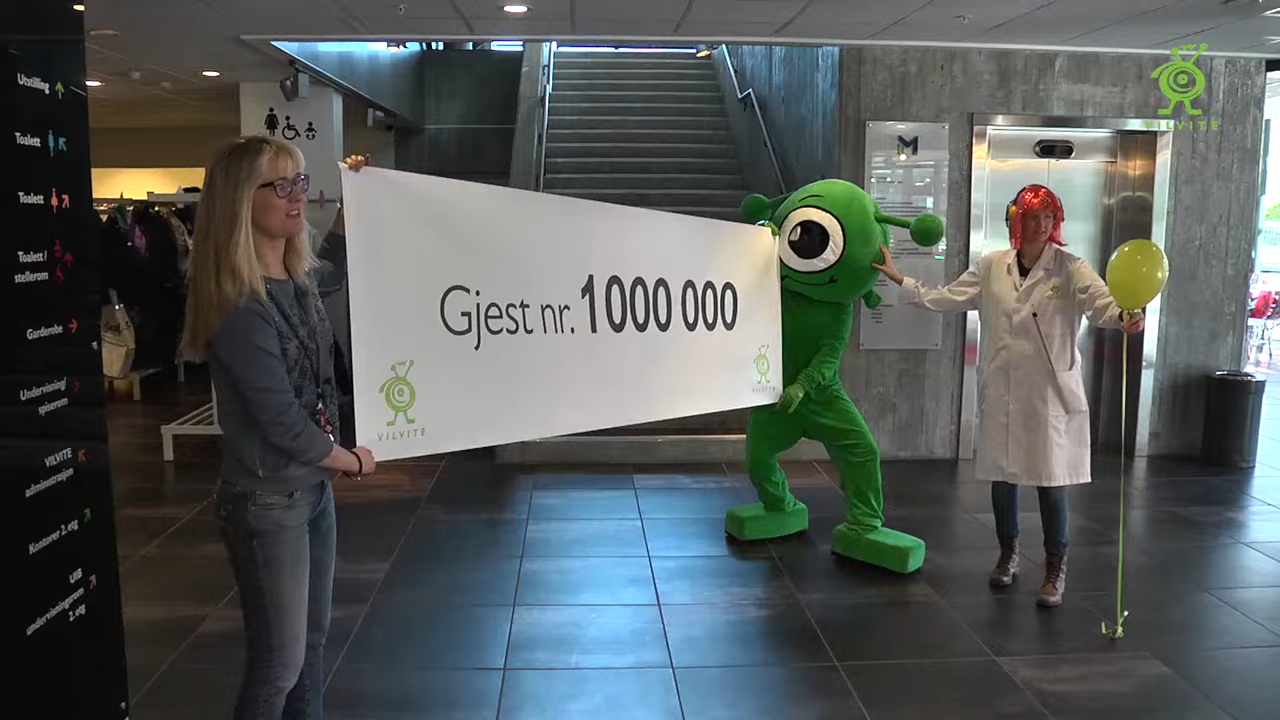 Utstilling
Toalett
Toalett
Toalett/
stellerom
Garderobe
Undervisning/
spiserom
VILVITE
administrasjon
Kontorer 2. etg
UiB
undervisningsrom
2. etg
Gjest nr. 1 000 000
VILVITE
VILVITE
M
VILVITE